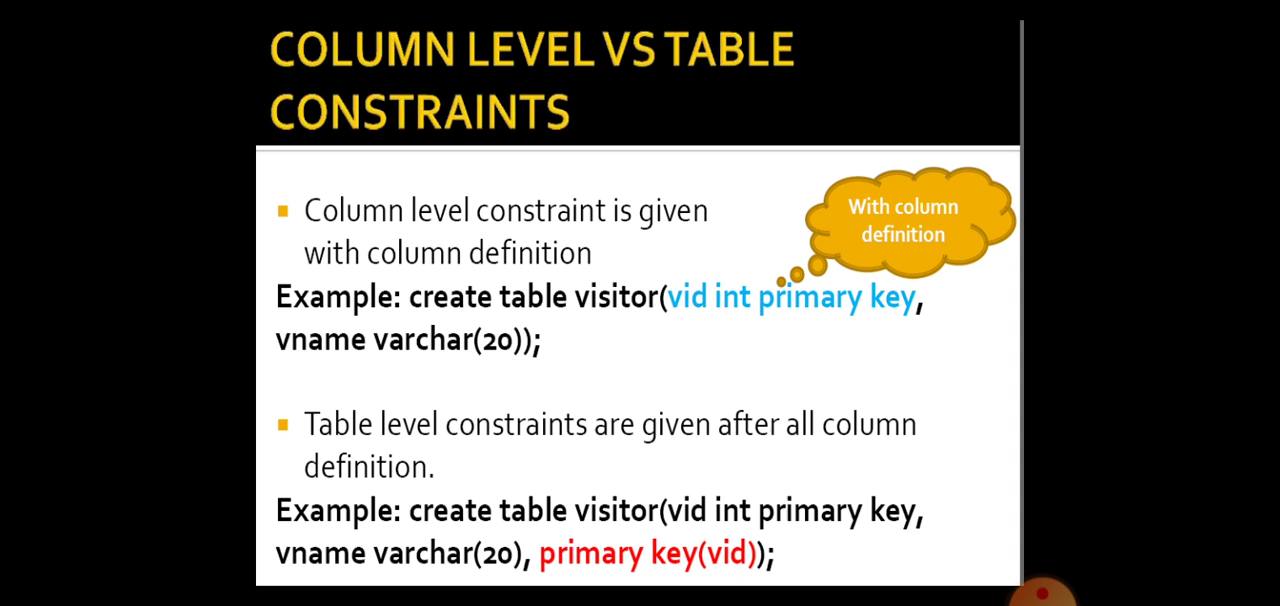 COLUMN LEVEL VS TABLE
CONSTRAINTS
With column
definition
Column level constraint is given
with column definition
Example: create table visitor(vid int primary key,
vname varchar(20));
Table level constraints are given after all column
definition.
Example: create table visitor(vid int primary key,
vname varchar(20), primary key(vid));